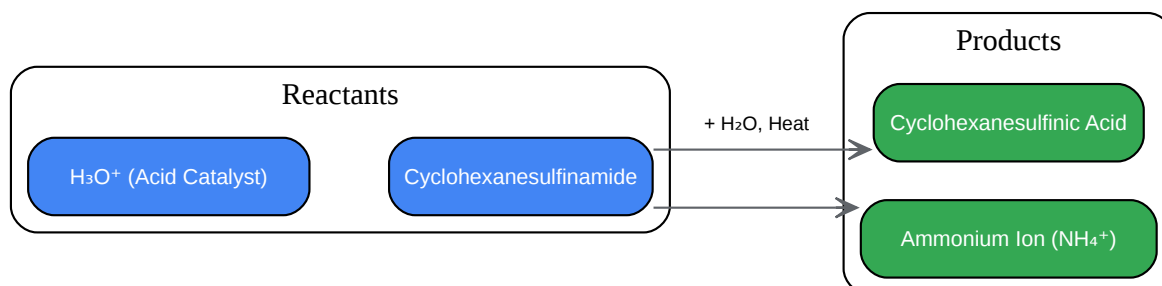 Products
Reactants
Cyclohexanesulfinic Acid
+ H₂O, Heat
H₃O⁺ (Acid Catalyst)
Cyclohexanesulfinamide
Ammonium Ion (NH₄⁺)